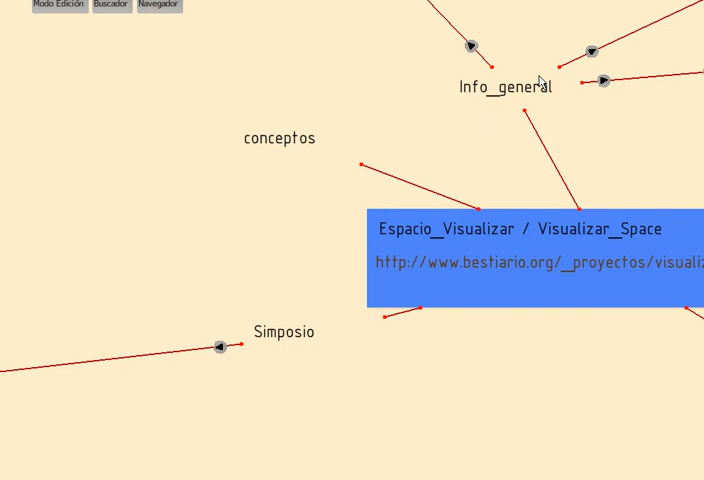 Modo Edición Buscador Navegador
Info_general
conceptos
Espacio_Visualizar / Visualizar_Space
http://www.bestiario.org/_proyectos/visualiz
Simposio